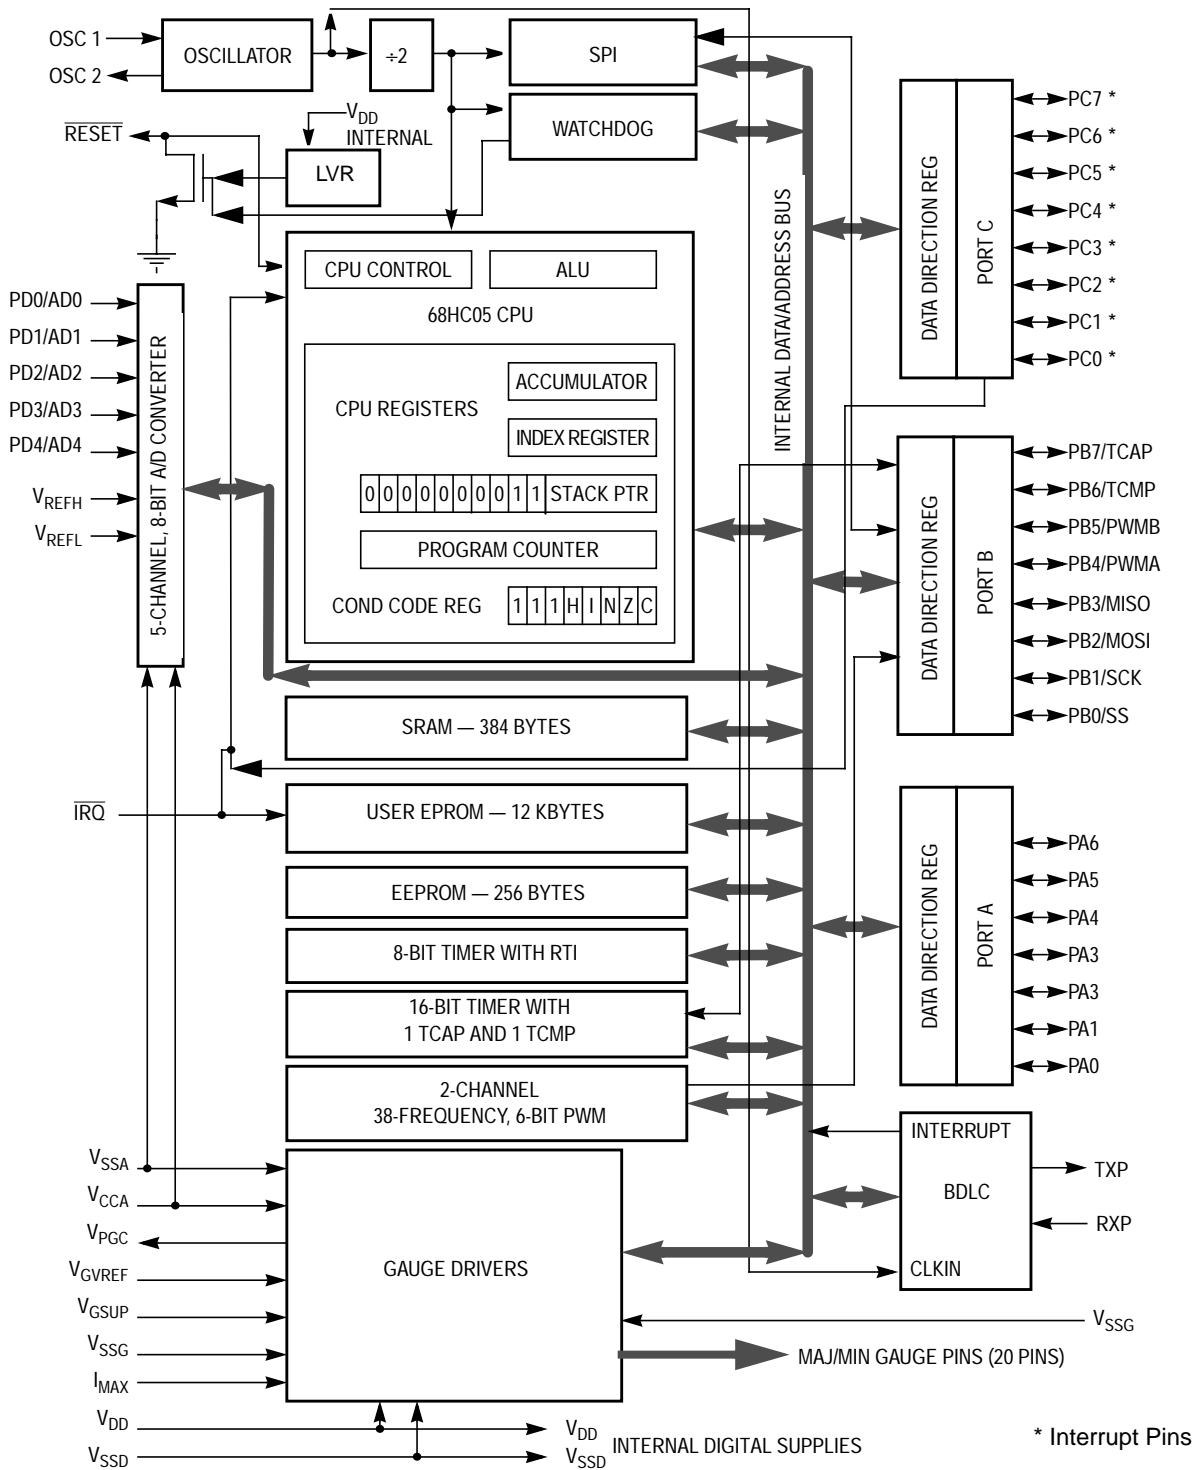 OSC 1
OSC 2
OSCILLATOR
÷2
SPI
WATCHDOG
RESET
VDD
INTERNAL
LVR
CPU CONTROL
ALU
68HC05 CPU
CPU REGISTERS
ACCUMULATOR
INDEX REGISTER
0 0 0 0 0 0 0 0 1 1 STACK PTR
PROGRAM COUNTER
COND CODE REG
1 1 1 H I N Z C
PD0/AD0
PD1/AD1
PD2/AD2
PD3/AD3
PD4/AD4
VREFH
VREFL
5-CHANNEL, 8-BIT A/D CONVERTER
INTERNAL DATA/ADDRESS BUS
DATA DIRECTION REG
PORT C
PC7 *
PC6 *
PC5 *
PC4 *
PC3 *
PC2 *
PC1 *
PC0 *
DATA DIRECTION REG
PORT B
PB7/TCAP
PB6/TCMP
PB5/PWMB
PB4/PWMA
PB3/MISO
PB2/MOSI
PB1/SCK
PB0/SS
SRAM — 384 BYTES
IRQ
USER EPROM — 12 KBYTES
EEPROM — 256 BYTES
8-BIT TIMER WITH RTI
16-BIT TIMER WITH
1 TCAP AND 1 TCMP
2-CHANNEL
38-FREQUENCY, 6-BIT PWM
DATA DIRECTION REG
PORT A
PA6
PA5
PA4
PA3
PA3
PA1
PA0
INTERRUPT
BDLC
CLKIN
TXP
RXP
VSSA
VCCA
VPGC
VGVREF
VGSUP
VSSG
IMAX
VDD
VSSD
GAUGE DRIVERS
VSSG
MAJ/MIN GAUGE PINS (20 PINS)
VDD
VSSD
INTERNAL DIGITAL SUPPLIES
* Interrupt Pins